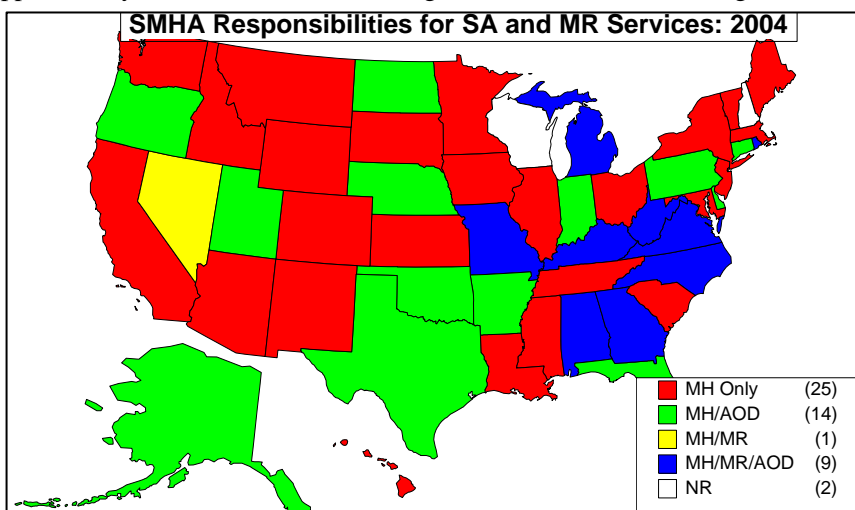 SMHA Responsibilities for SA and MR Services: 2004
MH Only (25)
MH/AOD (14)
MH/MR (1)
MH/MR/AOD (9)
NR (2)